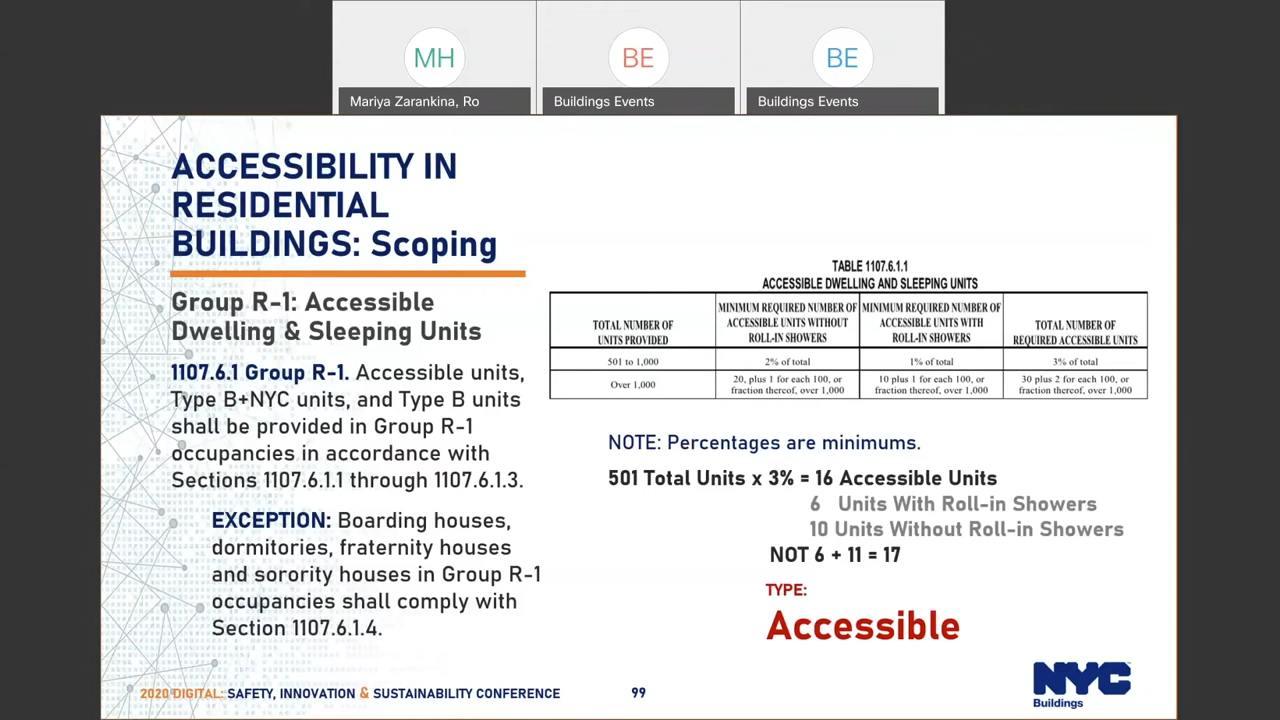 MH
BE
BE
Mariya Zarankina, Ro
Buildings Events
Buildings Events
ACCESSIBILITY IN
RESIDENTIAL
BUILDINGS: Scoping
Group R-1: Accessible
Dwelling & Sleeping Units
1107.6.1 Group R-1. Accessible units,
Type B+NYC units, and Type B units
shall be provided in Group R-1
occupancies in accordance with
Sections 1107.6.1.1 through 1107.6.1.3.
EXCEPTION: Boarding houses,
dormitories, fraternity houses
and sorority houses in Group R-1
occupancies shall comply with
Section 1107.6.1.4.
TABLE 1107.6.1.1
ACCESSIBLE DWELLING AND SLEEPING UNITS
TOTAL NUMBER OF
UNITS PROVIDED
MINIMUM REQUIRED NUMBER OF
ACCESSIBLE UNITS WITHOUT
ROLL-IN SHOWERS
MINIMUM REQUIRED NUMBER OF
ACCESSIBLE UNITS WITH
ROLL-IN SHOWERS
TOTAL NUMBER OF
REQUIRED ACCESSIBLE UNITS
501 to 1,000
2% of total
1% of total
3% of total
Over 1,000
20, plus 1 for each 100, or
fraction thereof, over 1,000
10 plus 1 for each 100, or
fraction thereof, over 1,000
30 plus 2 for each 100, or
fraction thereof, over 1,000
NOTE: Percentages are minimums.
501 Total Units x 3% = 16 Accessible Units
6 Units With Roll-in Showers
10 Units Without Roll-in Showers
NOT 6 + 11 = 17
TYPE:
Accessible
2020 DIGITAL: SAFETY, INNOVATION & SUSTAINABILITY CONFERENCE
99
NYC
Buildings